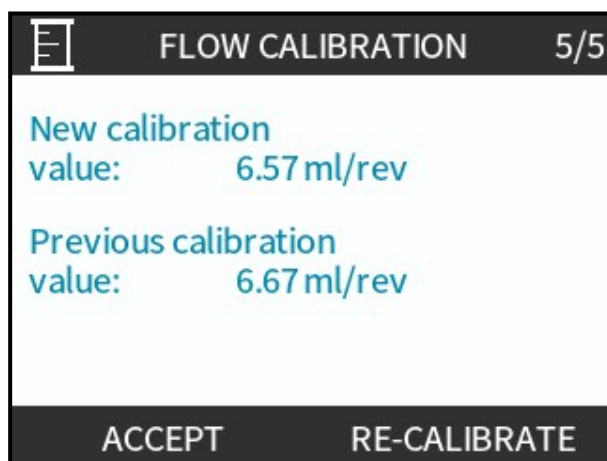 FLOW CALIBRATION 5/5
New calibration
value: 6.57 ml/rev
Previous calibration
value: 6.67 ml/rev
ACCEPT RE-CALIBRATE